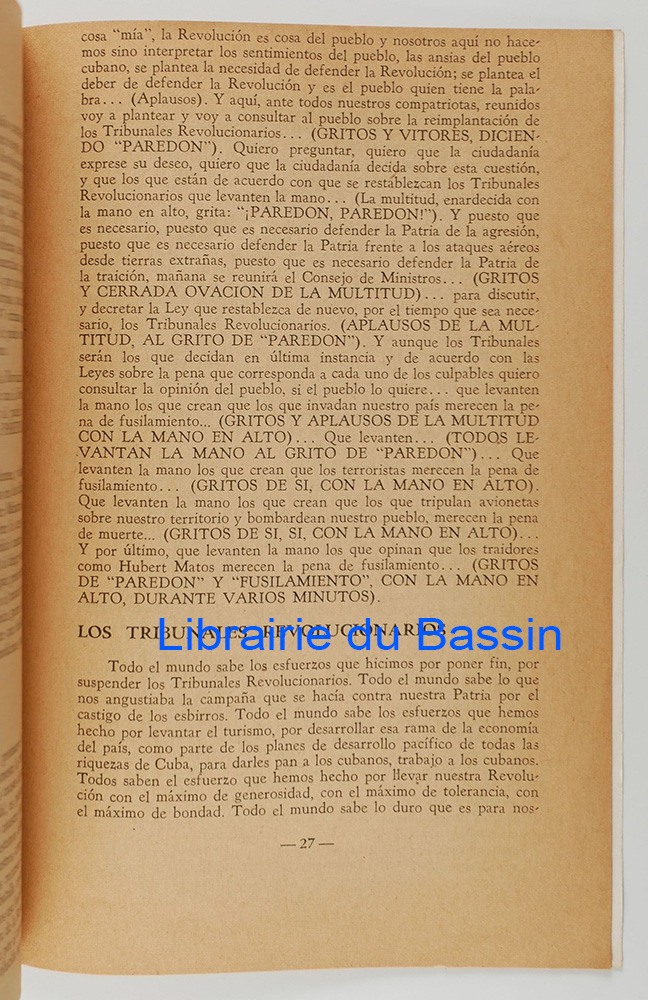 cosa "mía", la Revolución es cosa del pueblo y nosotros aquí no hace-
mos sino interpretar los sentimientos del pueblo, las ansias del pueblo
cubano, se plantea la necesidad de defender la Revolución; se plantea el
deber de defender la Revolución y es el pueblo quien tiene la pala-
bra... (Aplausos). Y aquí, ante todos nuestros compatriotas, reunidos
voy a plantear y voy a consultar al pueblo sobre la reimplantación de
los Tribunales Revolucionarios... (GRITOS Y VITORES, DICIEN-
DO "PAREDON"). Quiero preguntar, quiero que la ciudadanía
exprese su deseo, quiero que la ciudadanía decida sobre esta cuestión,
y que los que están de acuerdo con que se restáblezcan los Tribunales
Revolucionarios que levanten la mano... (La multitud, enardecida con
la mano en alto, grita: "¡PAREDON, PAREDON!"). Y puesto que
es necesario, puesto que es necesario defender la Patria de la agresión,
puesto que es necesario defender la Patria frente a los ataques aéreos
desde tierras extrañas, puesto que es necesario defender la Patria de
la traición, mañana se reunirá el Consejo de Ministros... (GRITOS
Y CERRADA OVACION DE LA MULTITUD)... para discutir,
y decretar la Ley que restablezca de nuevo, por el tiempo que sea nece-
sario, los Tribunales Revolucionarios. (APLAUSOS DE LA MUL-
TITUD, AL GRITO DE "PAREDON"). Y aunque los Tribunales
serán los que decidan en última instancia y de acuerdo con las
Leyes sobre la pena que corresponda a cada uno de los culpables quiero
consultar la opinión del pueblo, si el pueblo lo quiere... que levanten
la mano los que crean que los que invadan nuestro país merecen la pe-
na de fusilamiento... (GRITOS Y APLAUSOS DE LA MULTITUD
CON LA MANO EN ALTO)... Que levanten... (TODOS LE-
VANTAN LA MANO AL GRITO DE "PAREDON")... Que
levanten la mano los que crean que los terroristas merecen la pena de
fusilamiento... (GRITOS DE SI, CON LA MANO EN ALTO).
Que levanten la mano los que crean que los que tripulan avionetas
sobre nuestro territorio y bombardean nuestro pueblo, merecen la pena
de muerte... (GRITOS DE SI, SI, CON LA MANO EN ALTO)...
Y por último, que levanten la mano los que opinan que los traidores
como Hubert Matos merecen la pena de fusilamiento... (GRITOS
DE "PAREDON" Y "FUSILAMIENTO", CON LA MANO EN
ALTO, DURANTE VARIOS MINUTOS).
LOS TRIBUNALES REVOLUCIONARIOS
Librairie du Bassin
Todo el mundo sabe los esfuerzos que hicimos por poner fin, por
suspender los Tribunales Revolucionarios. Todo el mundo sabe lo que
nos angustiaba la campaña que se hacía contra nuestra Patria por el
castigo de los esbirros. Todo el mundo sabe los esfuerzos que hemos
hecho por levantar el turismo, por desarrollar esa rama de la economía
del país, como parte de los planes de desarrollo pacífico de todas las
riquezas de Cuba, para darles pan a los cubanos, trabajo a los cubanos.
Todos saben el esfuerzo que hemos hecho por llevar nuestra Revolu-
ción con el máximo de generosidad, con el máximo de tolerancia, con
el máximo de bondad. Todo el mundo sabe lo duro que es para nos-
— 27 —